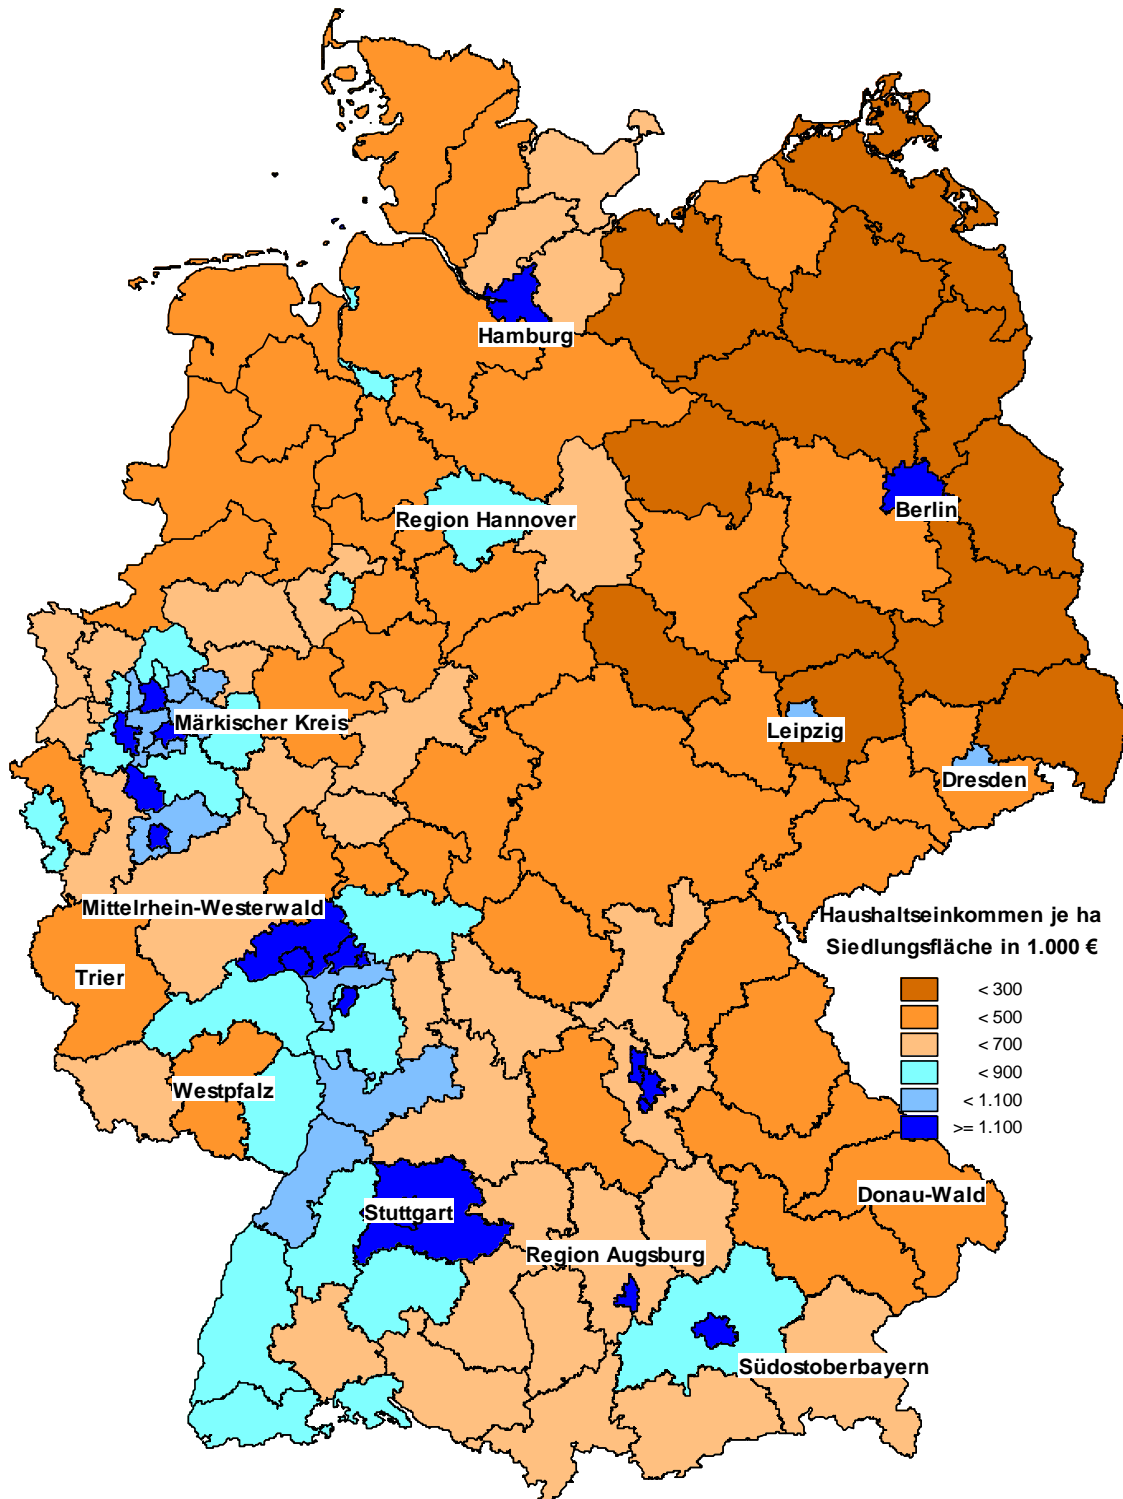 Hamburg
Berlin
Region Hannover
Märkischer Kreis
Leipzig
Dresden
Mittelrhein-Westerwald
Haushaltseinkommen je ha
Siedlungsfläche in 1.000 €
< 300
< 500
< 700
< 900
< 1.100
>= 1.100
Trier
Westpfalz
Donau-Wald
Stuttgart
Region Augsburg
Südostoberbayern